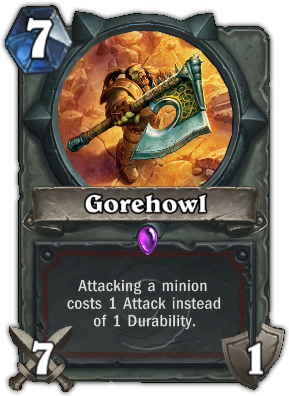 7
Gorehowl
Attacking a minion
costs 1 Attack instead
of 1 Durability.
7 1